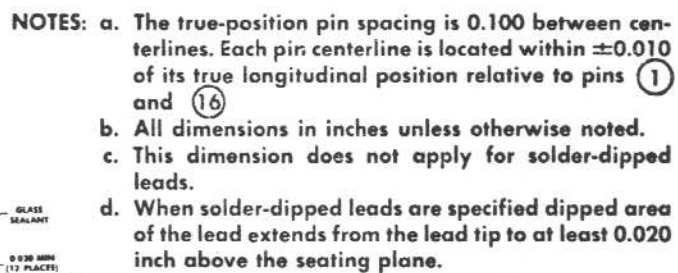 NOTES: a. The true-position pin spacing is 0.100 between cen-
terlines. Each pin centerline is located within ±0.010
of its true longitudinal position relative to pins 1
and 16
b. All dimensions in inches unless otherwise noted.
c. This dimension does not apply for solder-dipped
leads.
d. When solder-dipped leads are specified dipped area
of the lead extends from the lead tip to at least 0.020
inch above the seating plane.
GLASS
SEALANT
0 030 MIN
(12 PLACES)